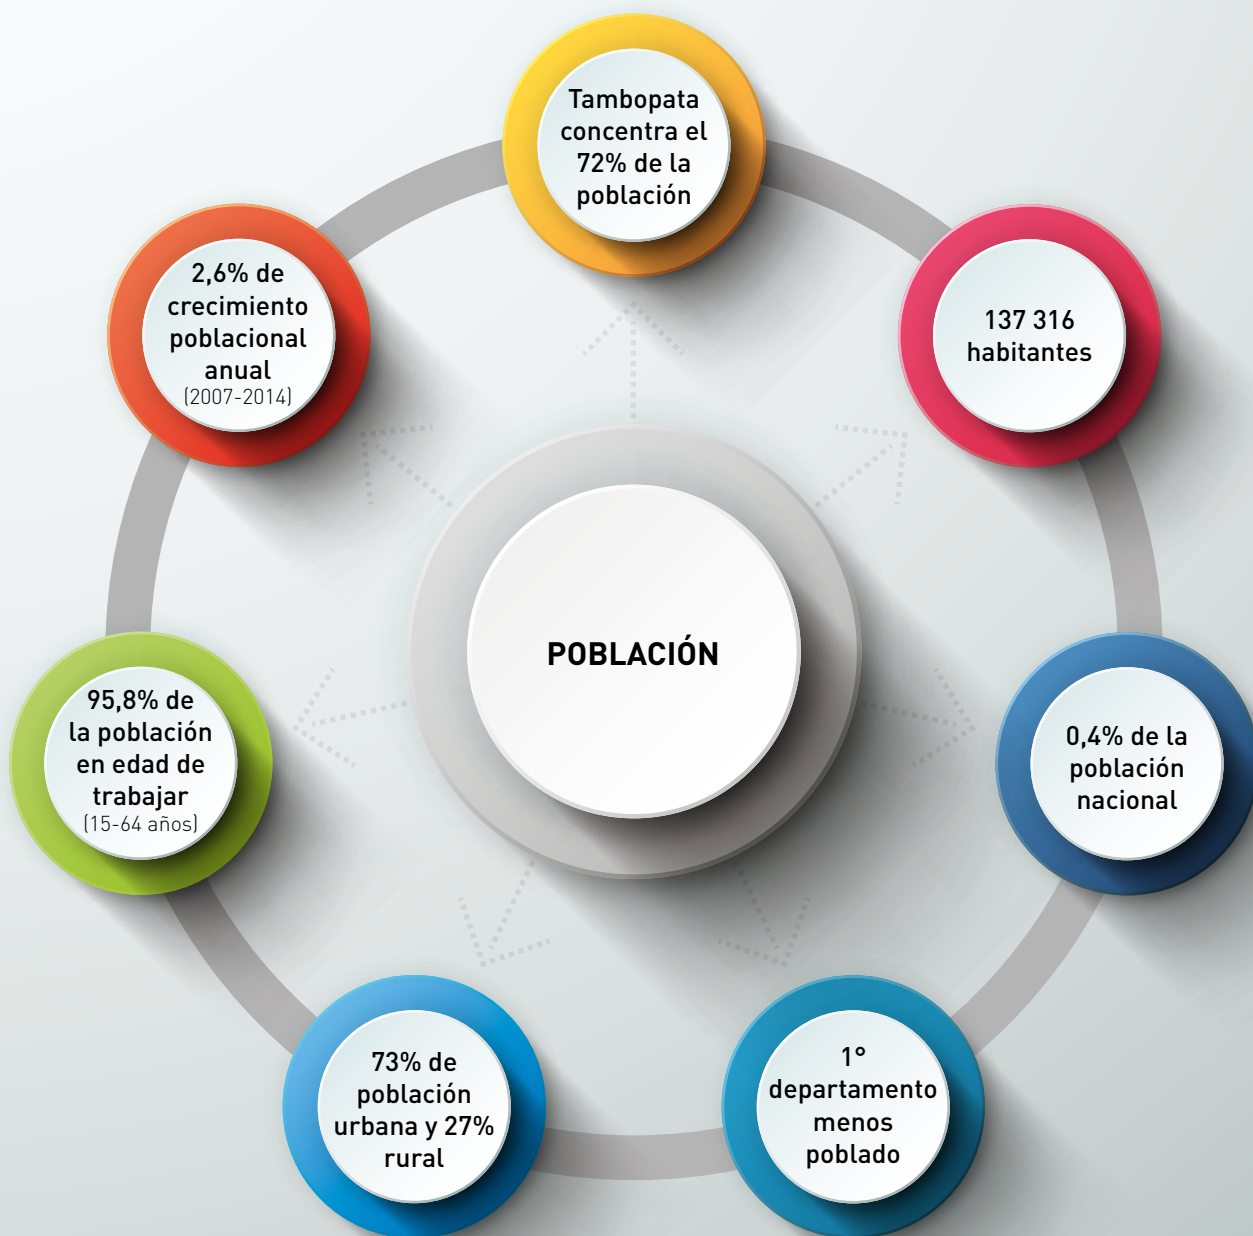 Tambopata
concentra el
72% de la
población
137 316
habitantes
0,4% de la
población
nacional
1°
departamento
menos
poblado
73% de
población
urbana y 27%
rural
95,8% de
la población
en edad de
trabajar
(15-64 años)
2,6% de
crecimiento
poblacional
anual
(2007-2014)
POBLACIÓN